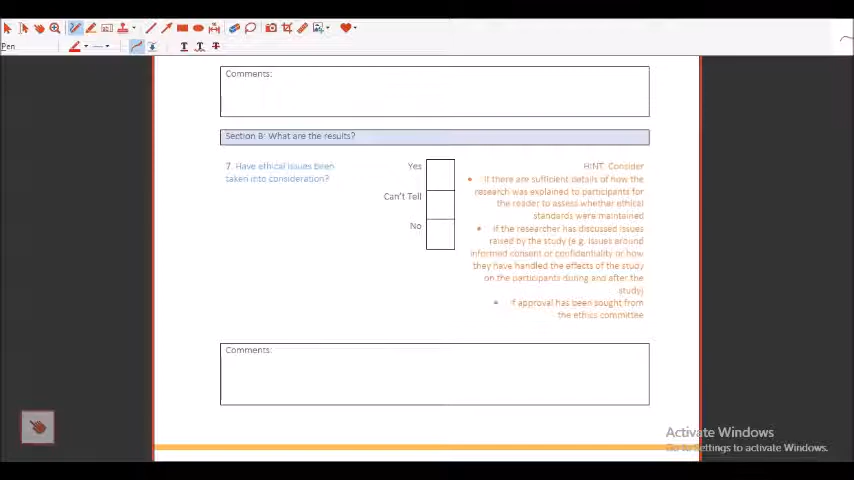 Pen
Comments:
Section B: What are the results?
7. Have ethical issues been
taken into consideration?
Yes
Can't Tell
No
HINT: Consider
• If there are sufficient details of how the
research was explained to participants for
the reader to assess whether ethical
standards were maintained
• If the researcher has discussed issues
raised by the study (e.g. issues around
informed consent or confidentiality or how
they have handled the effects of the study
on the participants during and after the
study)
• If approval has been sought from
the ethics committee
Comments:
Activate Windows
Go to Settings to activate Windows.